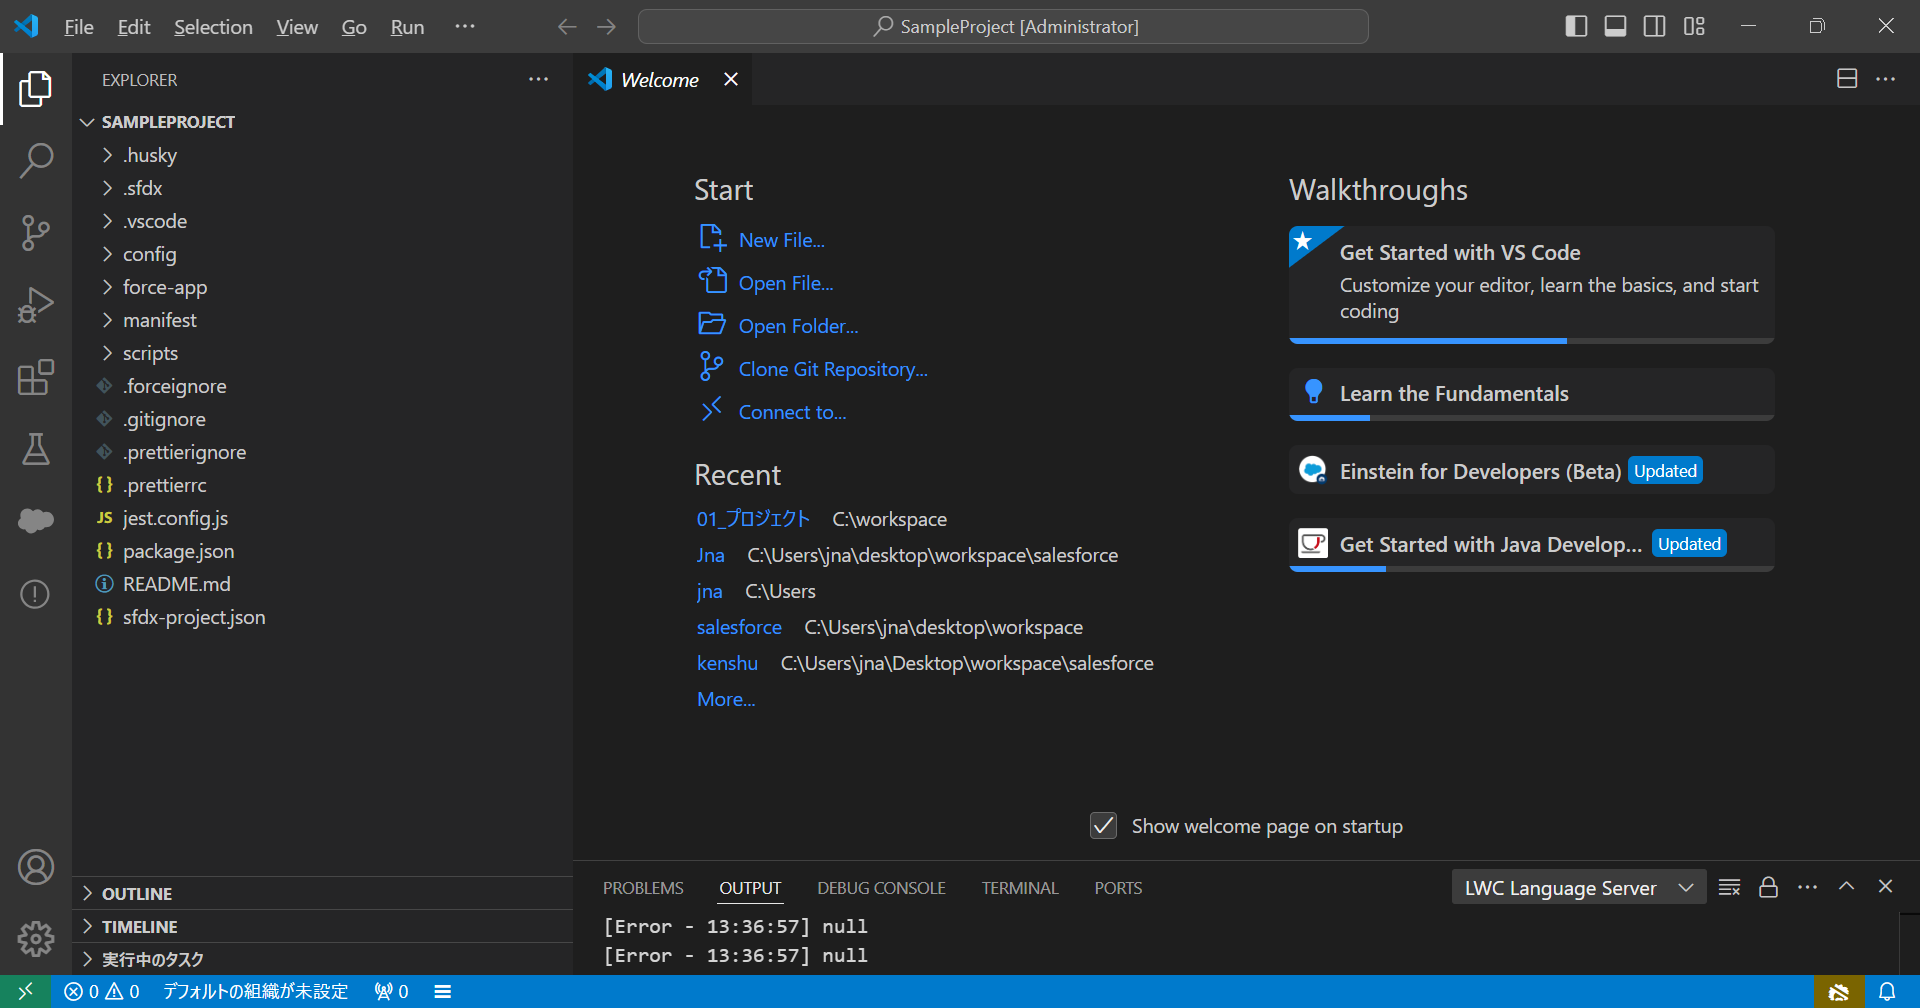 File Edit Selection View Go Run
SampleProject [Administrator]
EXPLORER
SAMPLEPROJECT
.husky
.sfdx
.vscode
config
force-app
manifest
scripts
.forceignore
.gitignore
.prettierignore
{} .prettierrc
JS jest.config.js
{} package.json
README.md
{} sfdx-project.json
OUTLINE
TIMELINE
実行中のタスク
Welcome
Start
New File...
Open File...
Open Folder...
Clone Git Repository...
Connect to...
Recent
01_プロジェクト C:\workspace
Jna C:\Users\jna\desktop\workspace\salesforce
jna C:\Users
salesforce C:\Users\jna\desktop\workspace
kenshu C:\Users\jna\Desktop\workspace\salesforce
More...
Walkthroughs
Get Started with VS Code
Customize your editor, learn the basics, and start
coding
Learn the Fundamentals
Einstein for Developers (Beta) Updated
Get Started with Java Develop... Updated
Show welcome page on startup
PROBLEMS OUTPUT DEBUG CONSOLE TERMINAL PORTS
LWC Language Server
[Error - 13:36:57] null
[Error - 13:36:57] null
0 0 デフォルトの組織が未設定 0